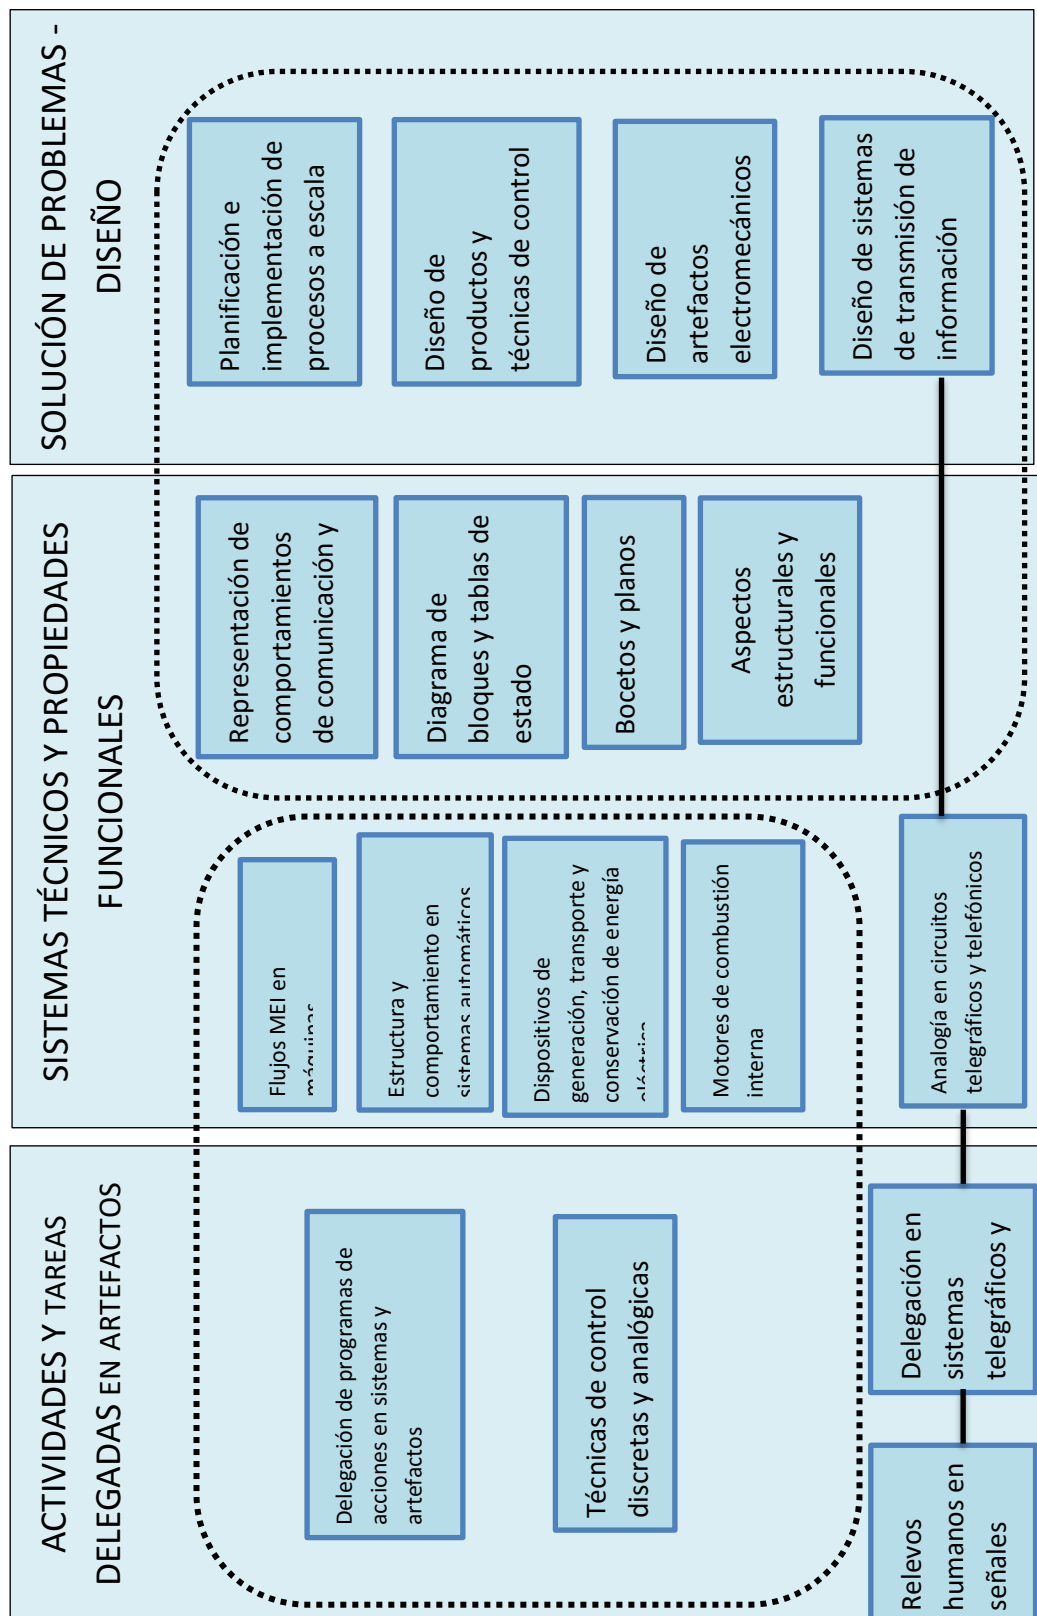 ACTIVIDADES Y TAREAS
DELEGADAS EN ARTEFACTOS
Delegación de programas de
acciones en sistemas y
artefactos
Técnicas de control
discretas y analógicas
Relevos
humanos en
señales
Delegación en
sistemas
telegráficos y
SISTEMAS TÉCNICOS Y PROPIEDADES
FUNCIONALES
Flujos MEI en
máquinas
Estructura y
comportamiento en
sistemas automáticos
Dispositivos de
generación, transporte y
conservación de energía
eléctrica
Motores de combustión
interna
Analogía en circuitos
telegráficos y telefónicos
Representación de
comportamientos
de comunicación y
Diagrama de
bloques y tablas de
estado
Bocetos y planos
Aspectos
estructurales y
funcionales
SOLUCIÓN DE PROBLEMAS -
DISEÑO
Planificación e
implementación de
procesos a escala
Diseño de
productos y
técnicas de control
Diseño de
artefactos
electromecánicos
Diseño de sistemas
de transmisión de
información